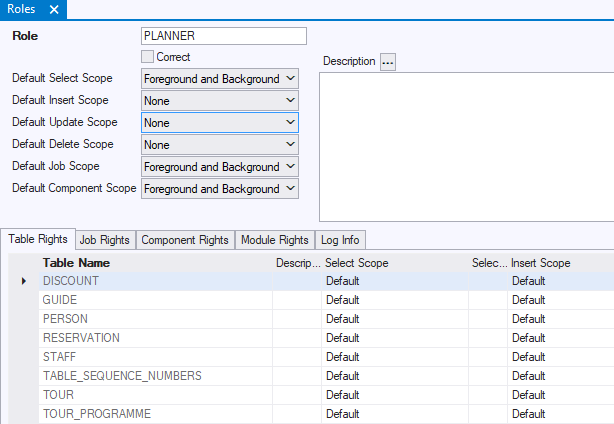 Roles
Role PLANNER
Correct
Description ...
Default Select Scope Foreground and Background
Default Insert Scope None
Default Update Scope None
Default Delete Scope None
Default Job Scope Foreground and Background
Default Component Scope Foreground and Background
Table Rights Job Rights Component Rights Module Rights Log Info
Table Name Descrip... Select Scope Selec... Insert Scope
DISCOUNT Default Default
GUIDE Default Default
PERSON Default Default
RESERVATION Default Default
STAFF Default Default
TABLE_SEQUENCE_NUMBERS Default Default
TOUR Default Default
TOUR_PROGRAMME Default Default